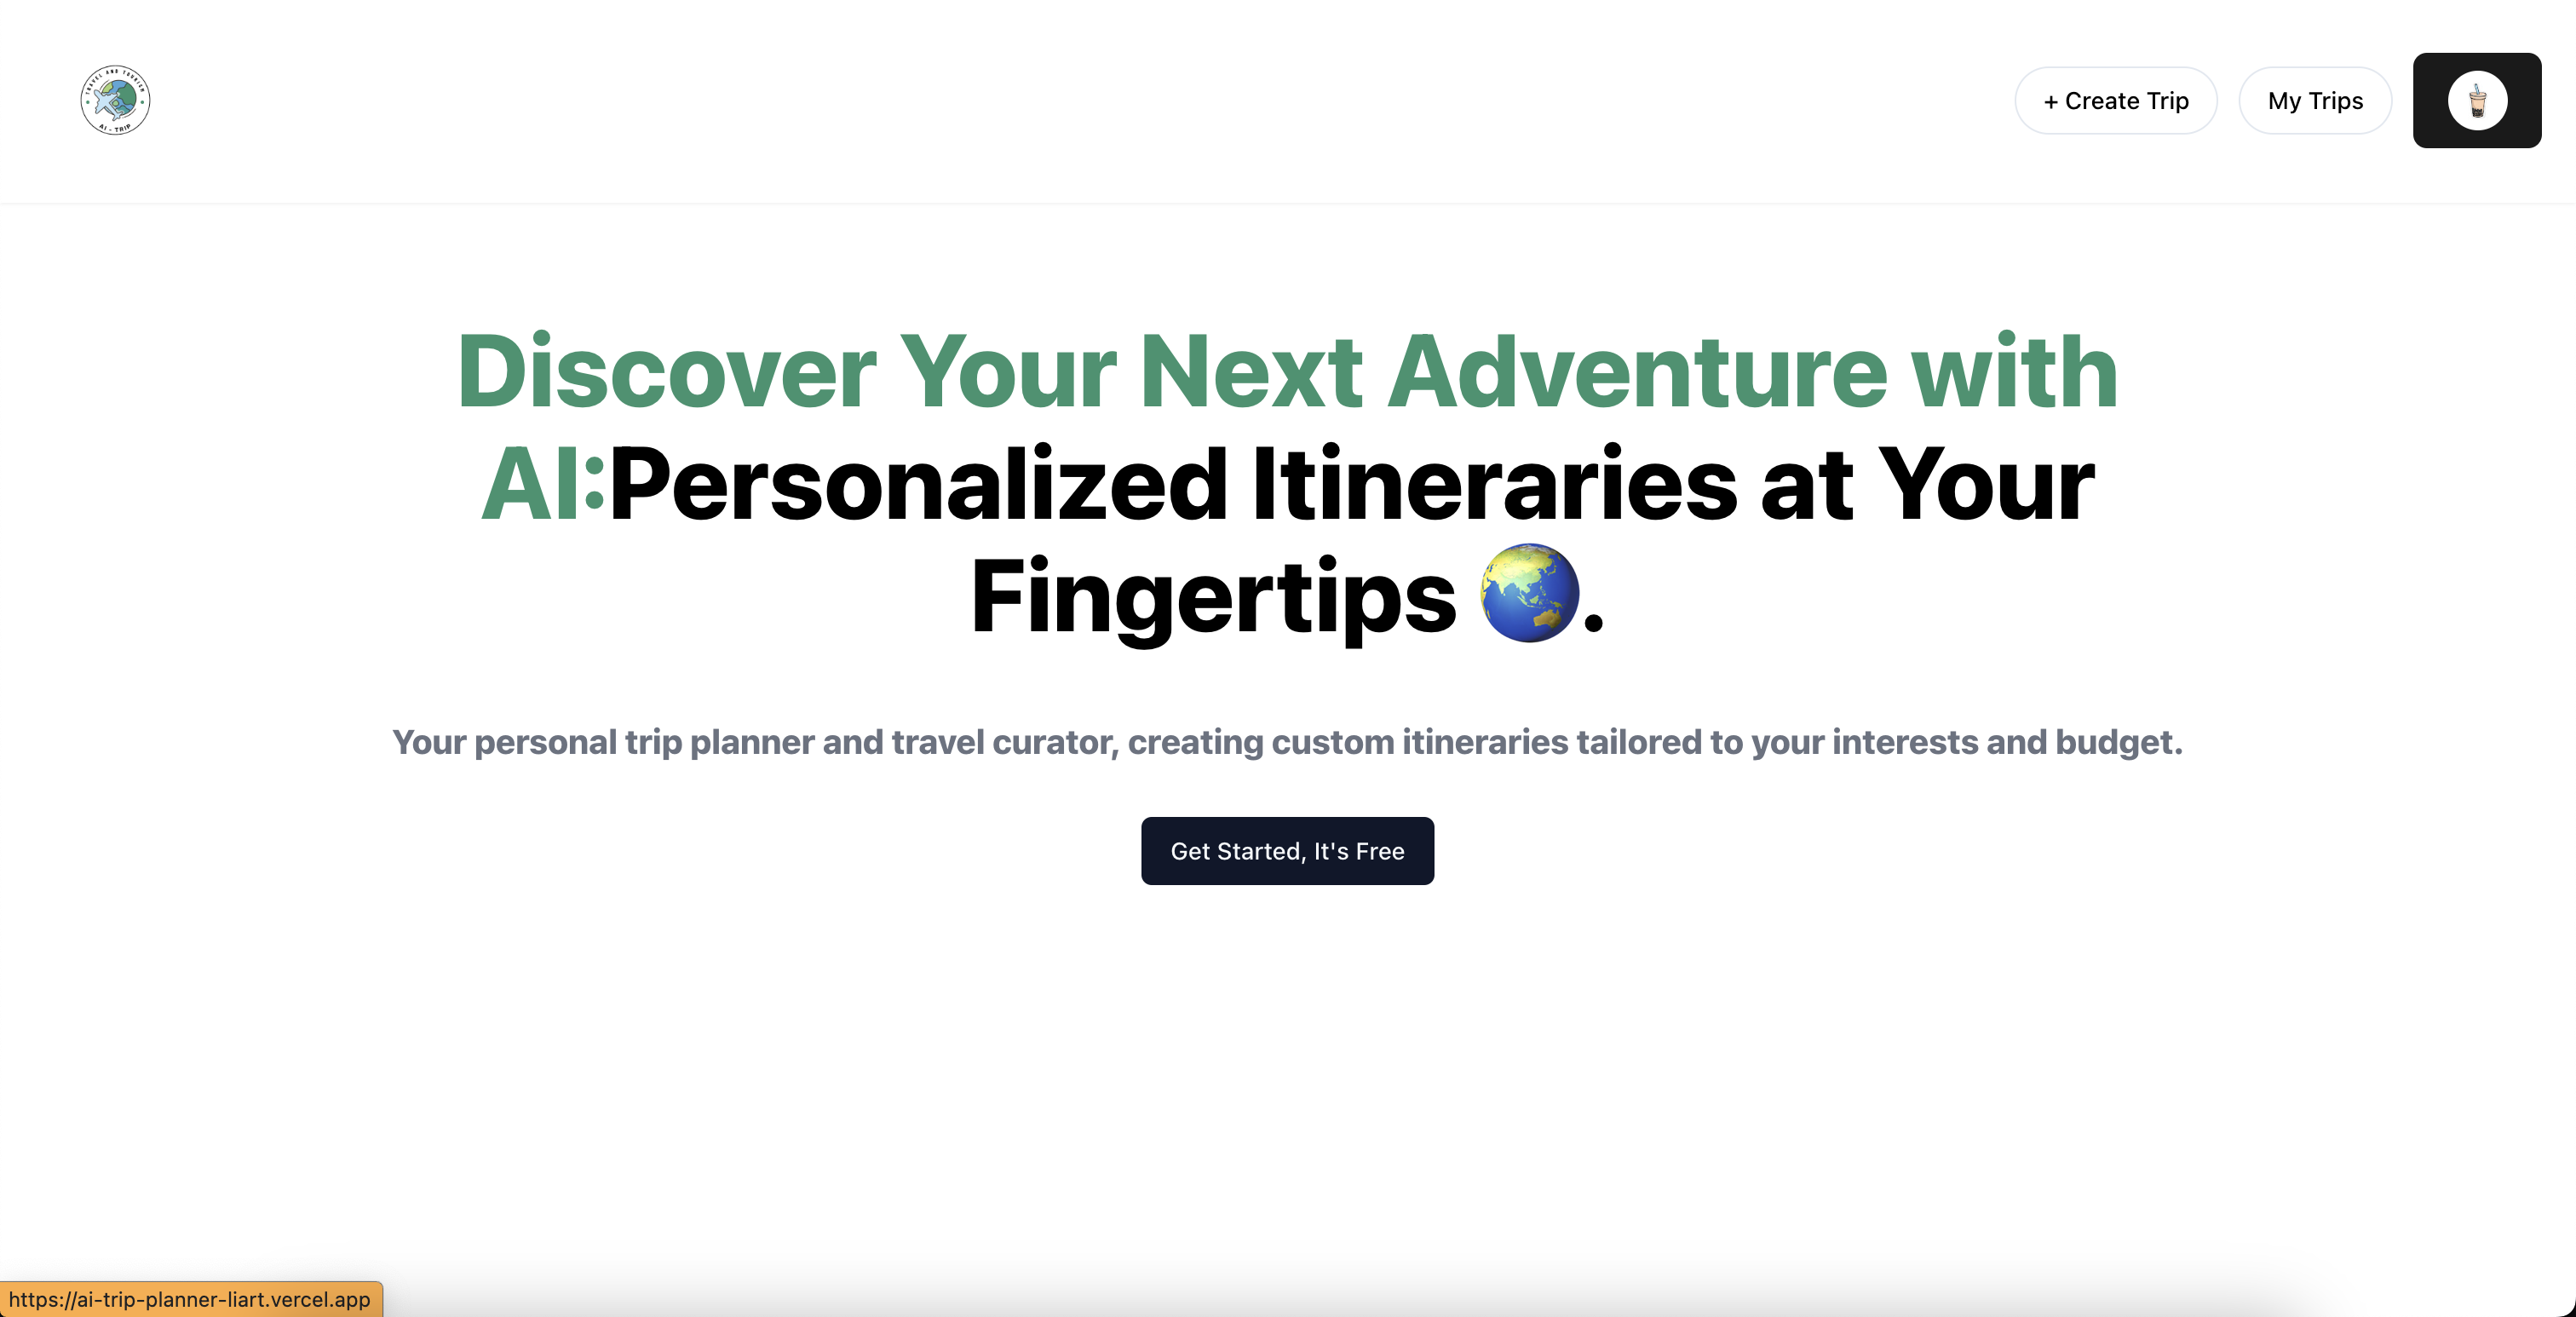 TRAVEL AND TOURISM
AI - TRIP
+ Create Trip
My Trips
Discover Your Next Adventure with
AI:Personalized Itineraries at Your
Fingertips 🌏.
Your personal trip planner and travel curator, creating custom itineraries tailored to your interests and budget.
Get Started, It's Free
https://ai-trip-planner-liart.vercel.app